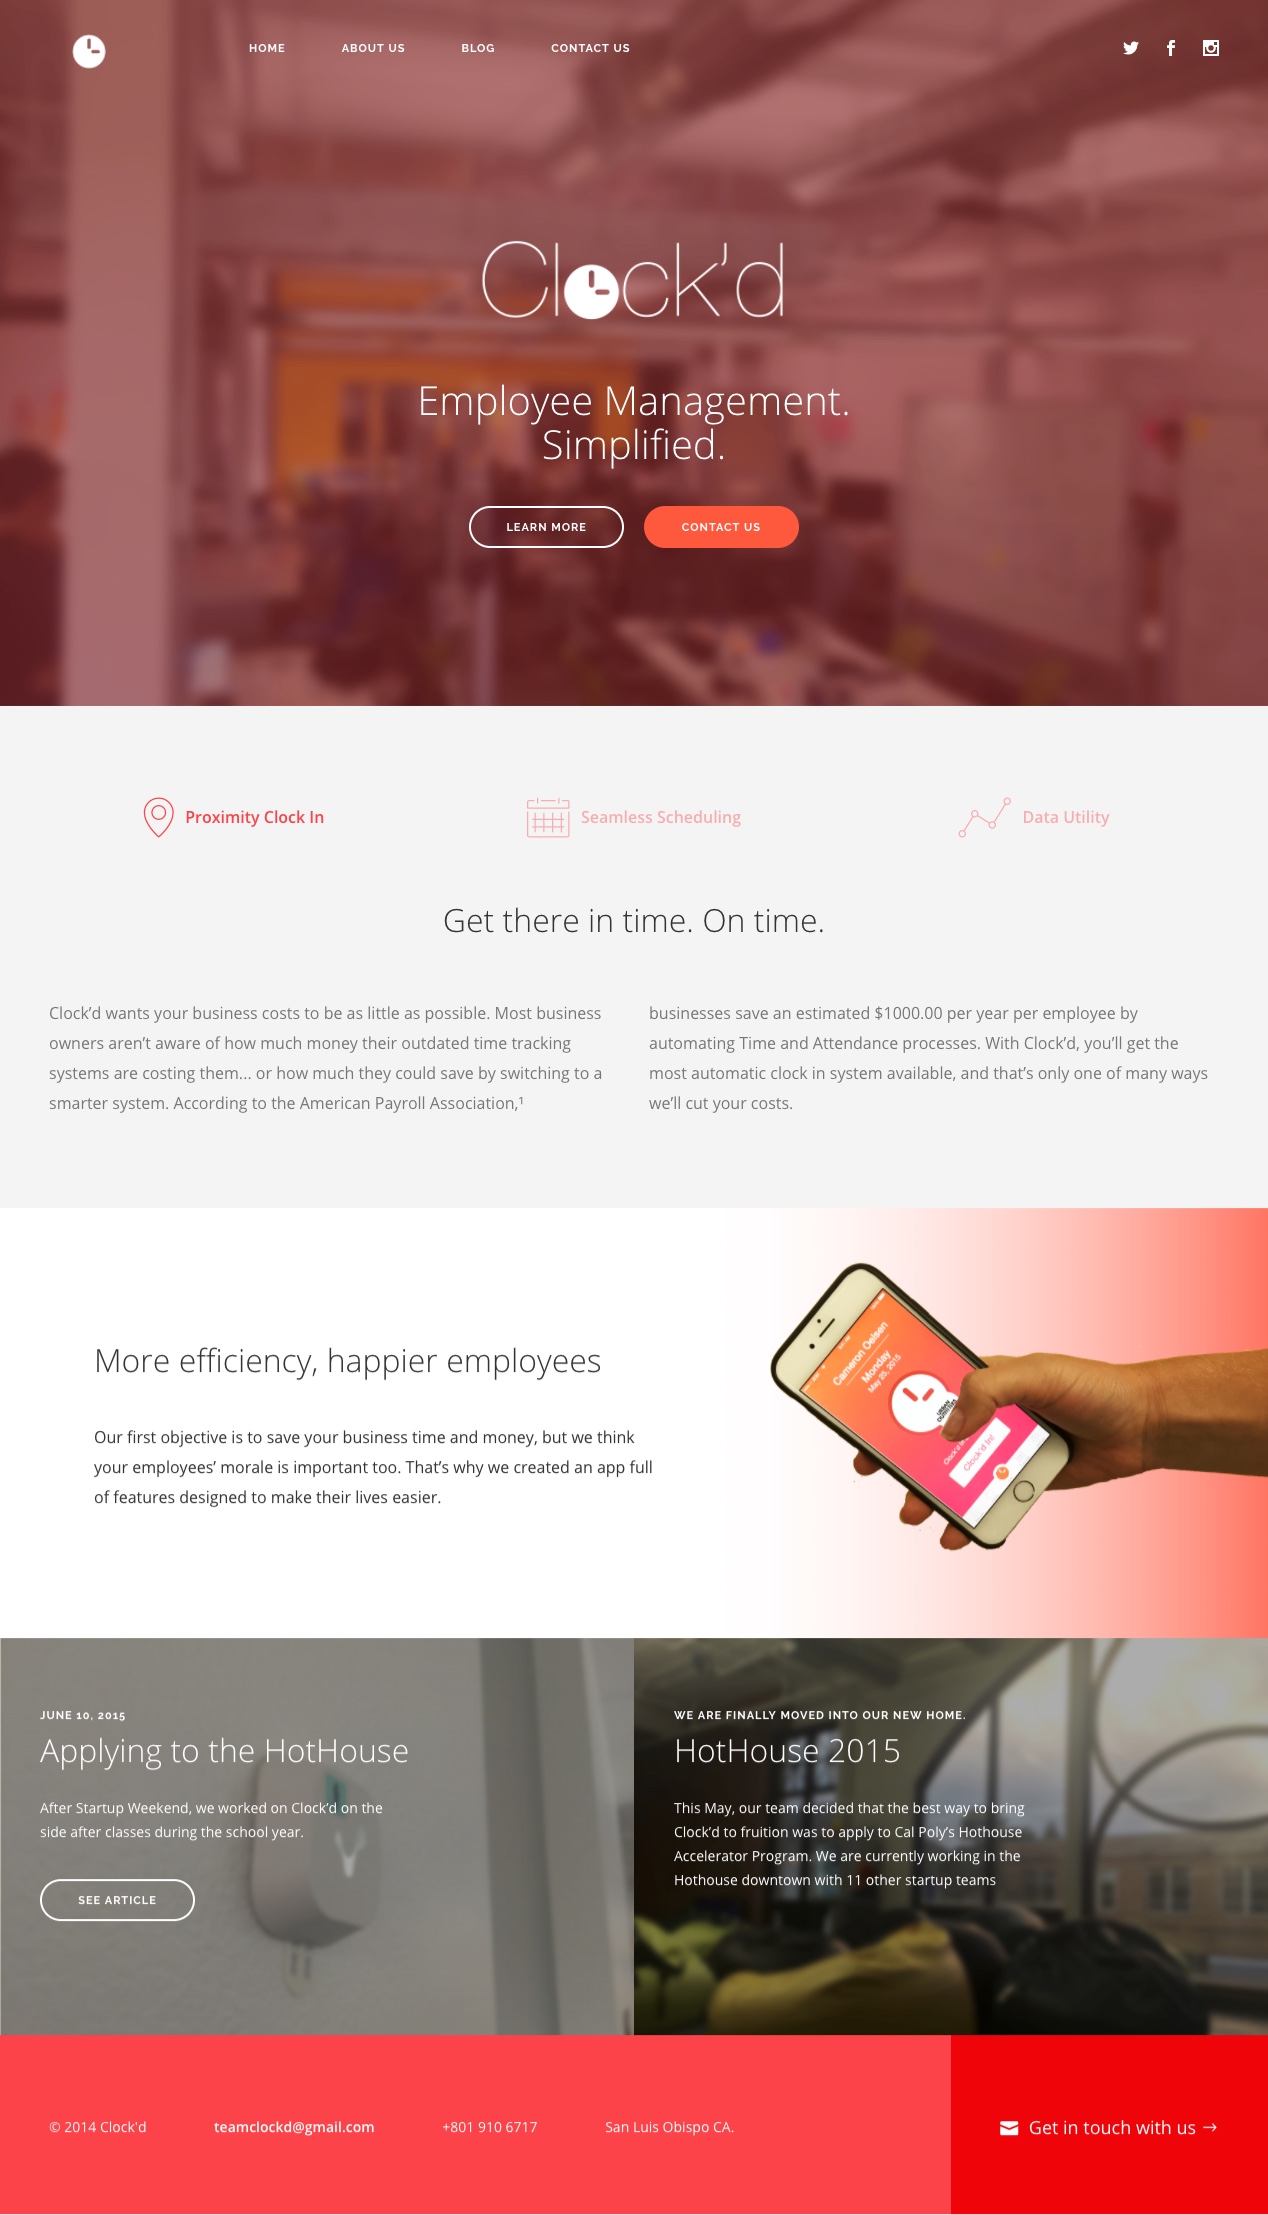 HOME
ABOUT US
BLOG
CONTACT US
Clock'd
Employee Management.
Simplified.
LEARN MORE
CONTACT US
Proximity Clock In
Seamless Scheduling
Data Utility
Get there in time. On time.
Clock’d wants your business costs to be as little as possible. Most business
owners aren’t aware of how much money their outdated time tracking
systems are costing them... or how much they could save by switching to a
smarter system. According to the American Payroll Association,¹
businesses save an estimated $1000.00 per year per employee by
automating Time and Attendance processes. With Clock’d, you’ll get the
most automatic clock in system available, and that’s only one of many ways
we’ll cut your costs.
More efficiency, happier employees
Our first objective is to save your business time and money, but we think
your employees’ morale is important too. That’s why we created an app full
of features designed to make their lives easier.
Cameron Oelsen
Monday
May 25, 2015
URBAN
Clock'd In!
JUNE 10, 2015
Applying to the HotHouse
After Startup Weekend, we worked on Clock’d on the
side after classes during the school year.
SEE ARTICLE
WE ARE FINALLY MOVED INTO OUR NEW HOME.
HotHouse 2015
This May, our team decided that the best way to bring
Clock’d to fruition was to apply to Cal Poly’s Hothouse
Accelerator Program. We are currently working in the
Hothouse downtown with 11 other startup teams
© 2014 Clock'd
teamclockd@gmail.com
+801 910 6717
San Luis Obispo CA.
Get in touch with us →